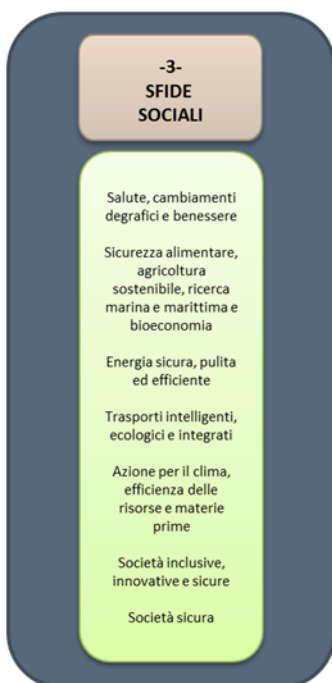 -3-
SFIDE
SOCIALI
Salute, cambiamenti
degrafici e benessere
Sicurezza alimentare,
agricoltura
sostenibile, ricerca
marina e marittima e
bioeconomia
Energia sicura, pulita
ed efficiente
Trasporti intelligenti,
ecologici e integrati
Azione per il clima,
efficienza delle
risorse e materie
prime
Società inclusive,
innovative e sicure
Società sicura